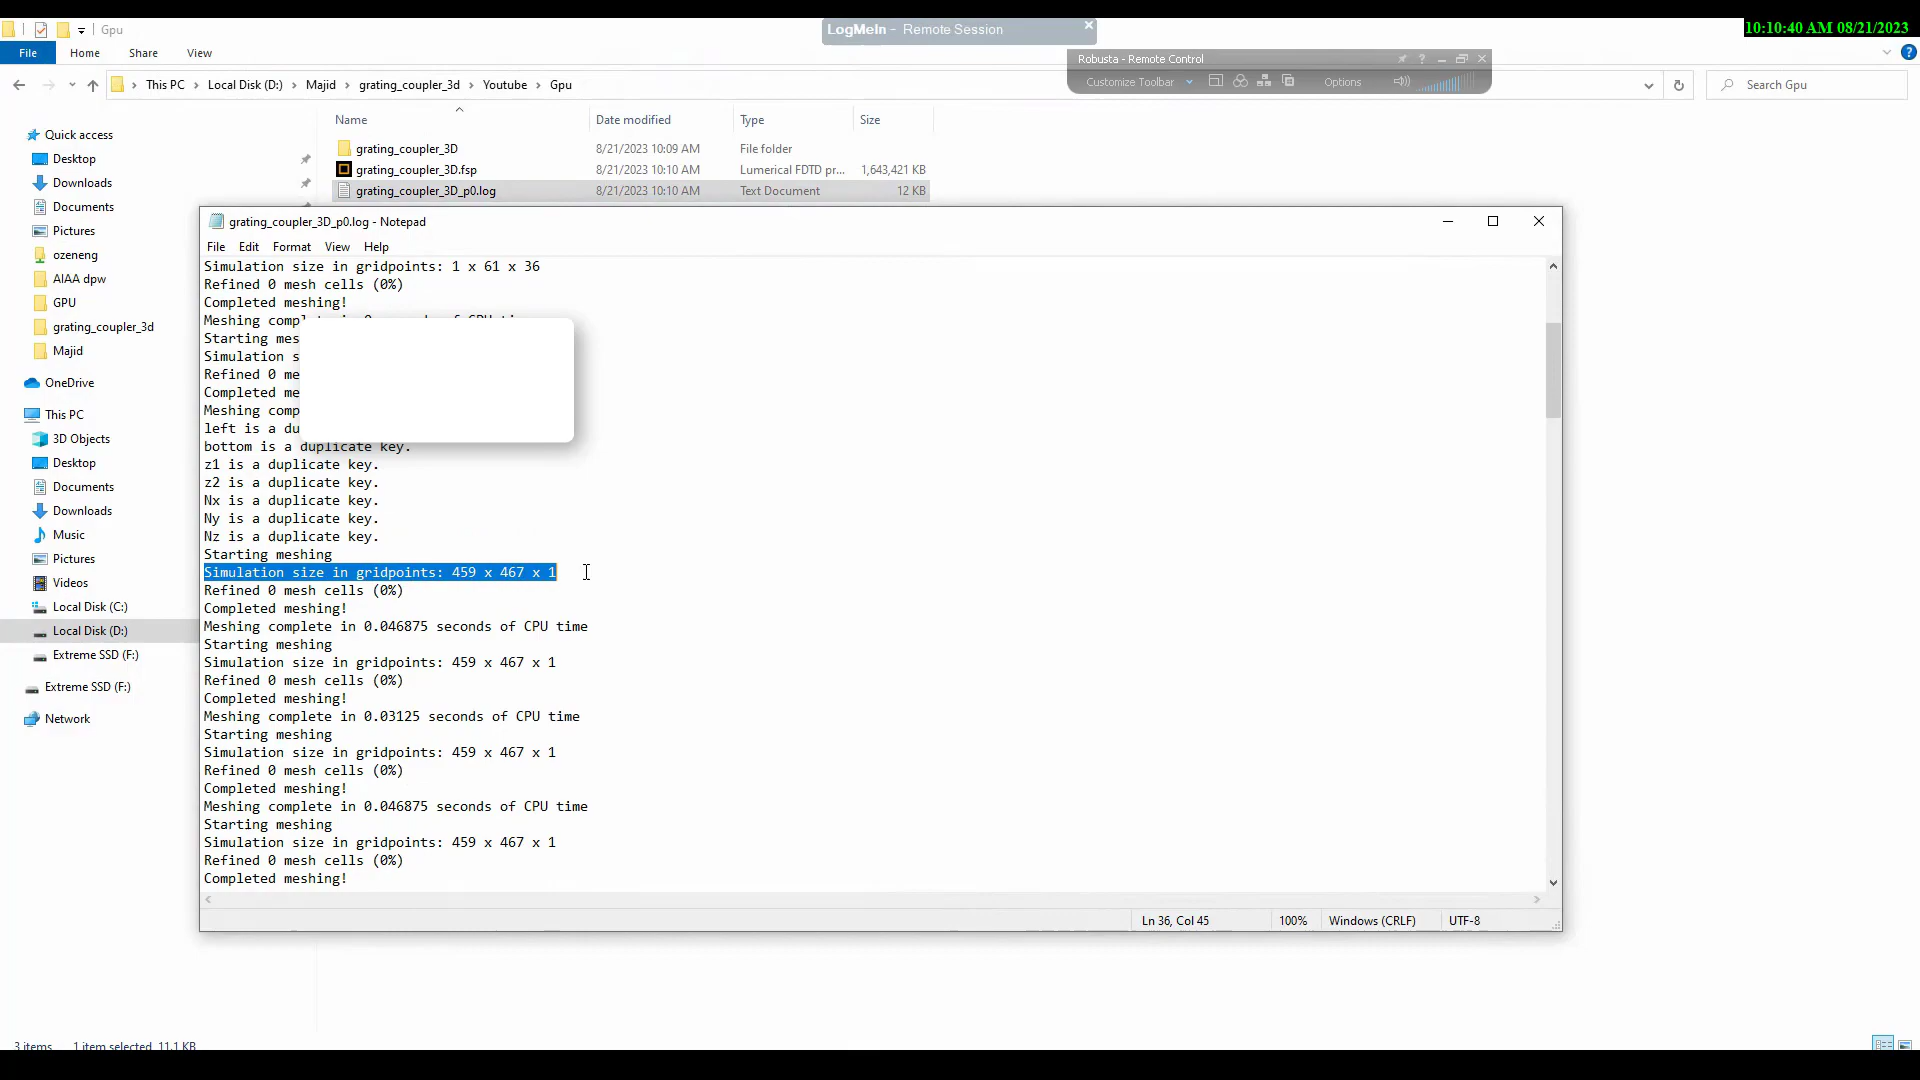 Gpu
LogMeIn - Remote Session
10:10:40 AM 08/21/2023
File Home Share View
Robusta - Remote Control
Customize Toolbar Options
This PC Local Disk (D:) Majid grating_coupler_3d Youtube Gpu
Search Gpu
Name Date modified Type Size
grating_coupler_3D 8/21/2023 10:09 AM File folder
grating_coupler_3D.fsp 8/21/2023 10:10 AM Lumerical FDTD pr... 1,643,421 KB
grating_coupler_3D_p0.log 8/21/2023 10:10 AM Text Document 12 KB
Quick access
Desktop
Downloads
Documents
Pictures
ozeneng
AIAA dpw
GPU
grating_coupler_3d
Majid
OneDrive
This PC
3D Objects
Desktop
Documents
Downloads
Music
Pictures
Videos
Local Disk (C:)
Local Disk (D:)
Extreme SSD (F:)
Extreme SSD (F:)
Network
grating_coupler_3D_p0.log - Notepad
File Edit Format View Help
Simulation size in gridpoints: 1 x 61 x 36
Refined 0 mesh cells (0%)
Completed meshing!
Meshing
Starting mes
Simulation s
Refined 0 me
Completed me
Meshing comp
left is a du
bottom is a duplicate key.
z1 is a duplicate key.
z2 is a duplicate key.
Nx is a duplicate key.
Ny is a duplicate key.
Nz is a duplicate key.
Starting meshing
Simulation size in gridpoints: 459 x 467 x 1
Refined 0 mesh cells (0%)
Completed meshing!
Meshing complete in 0.046875 seconds of CPU time
Starting meshing
Simulation size in gridpoints: 459 x 467 x 1
Refined 0 mesh cells (0%)
Completed meshing!
Meshing complete in 0.03125 seconds of CPU time
Starting meshing
Simulation size in gridpoints: 459 x 467 x 1
Refined 0 mesh cells (0%)
Completed meshing!
Meshing complete in 0.046875 seconds of CPU time
Starting meshing
Simulation size in gridpoints: 459 x 467 x 1
Refined 0 mesh cells (0%)
Completed meshing!
Ln 36, Col 45 100% Windows (CRLF) UTF-8
3 items 1 item selected 11.1 KB